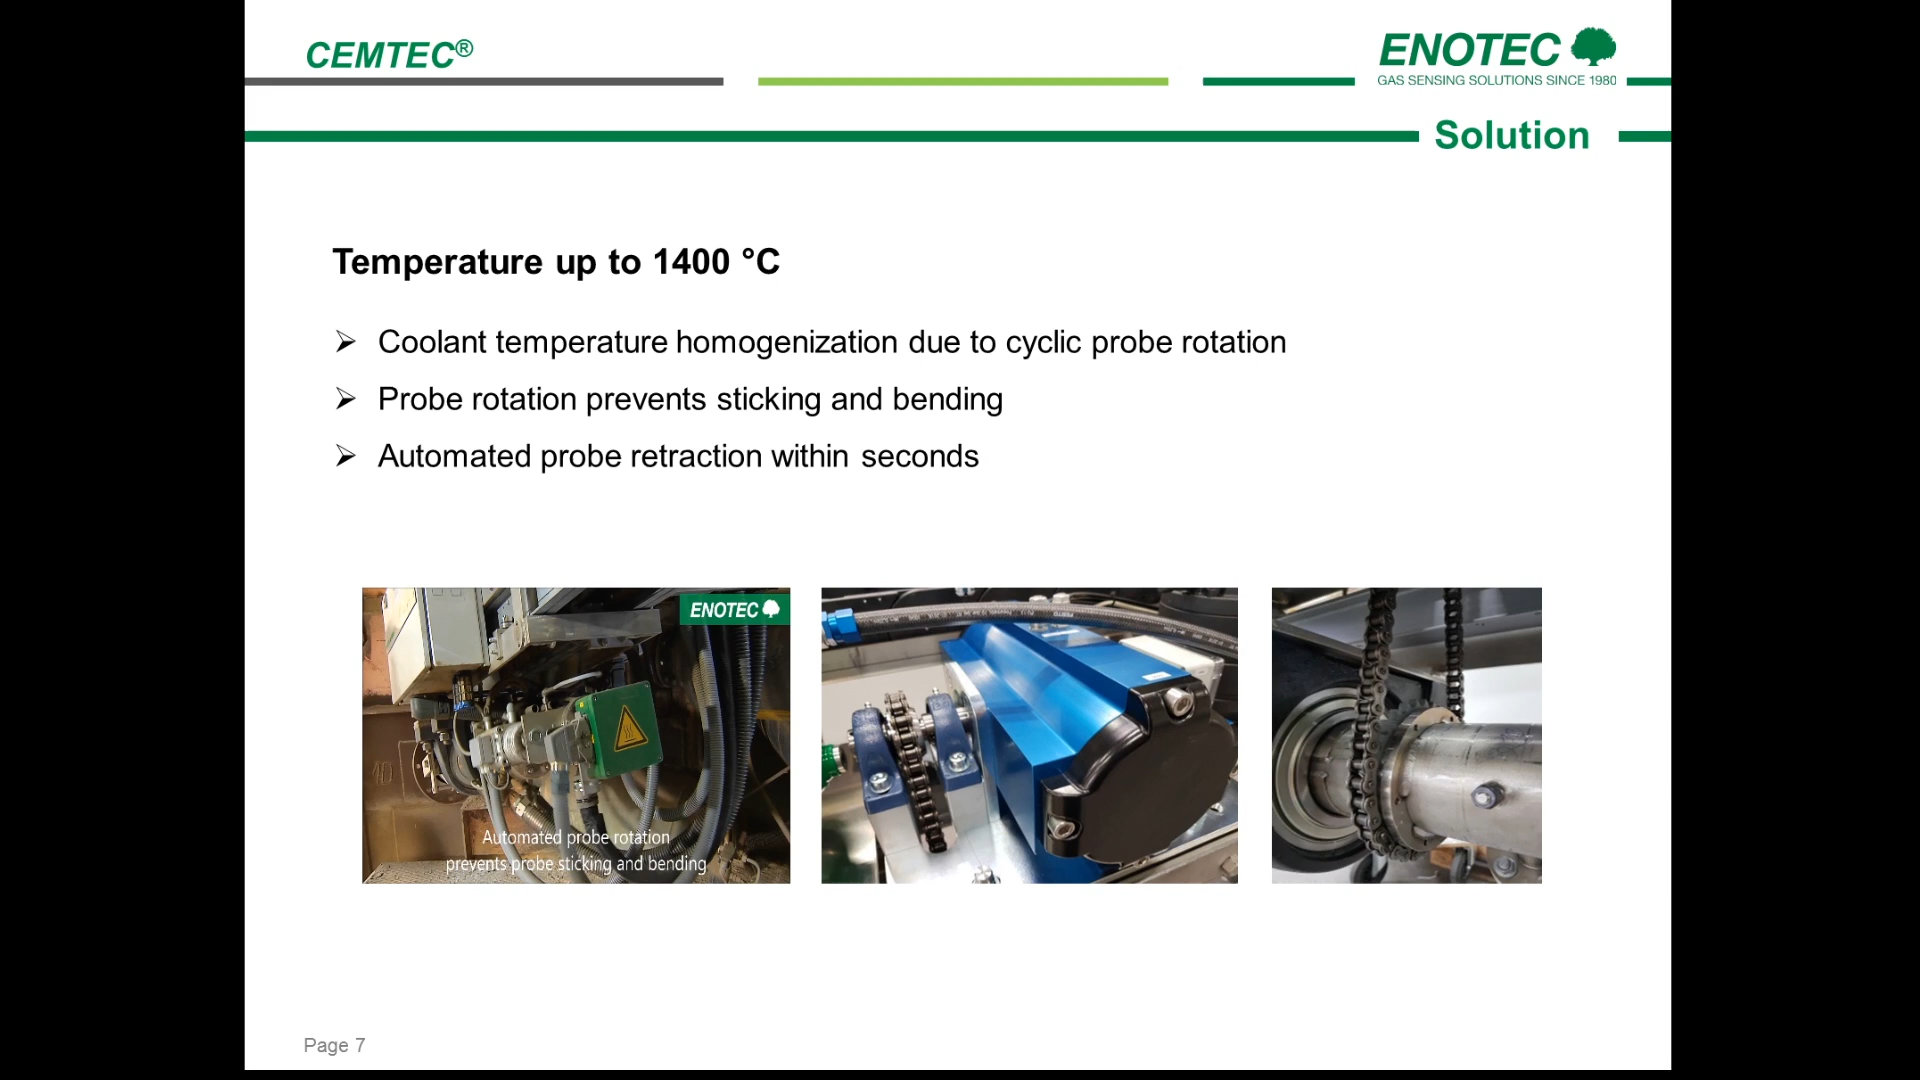 CEMTEC®
ENOTEC
GAS SENSING SOLUTIONS SINCE 1980
Solution
Temperature up to 1400 °C
➢ Coolant temperature homogenization due to cyclic probe rotation
➢ Probe rotation prevents sticking and bending
➢ Automated probe retraction within seconds
ENOTEC
Automated probe rotation
prevents probe sticking and bending
Page 7